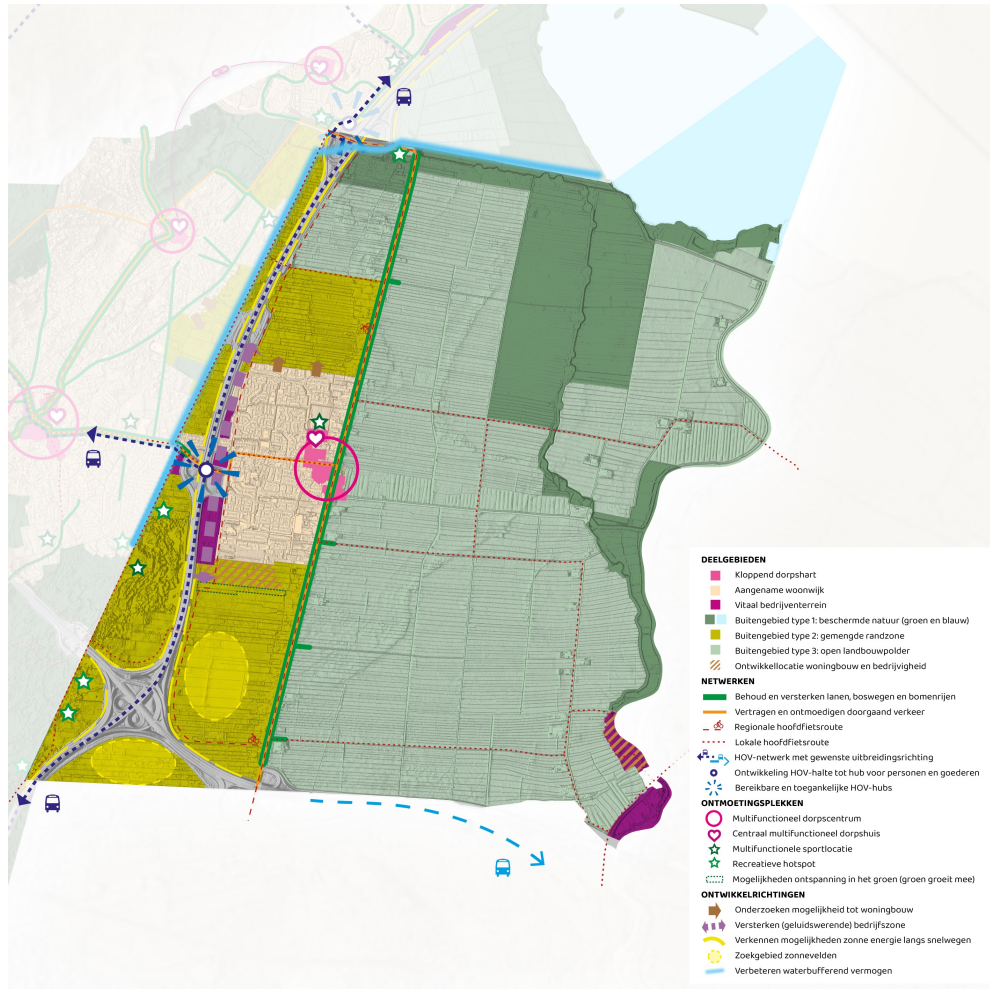 DEELGEBIEDEN
Kloppend dorpshart
Aangename woonwijk
Vitaal bedrijventerrein
Buitengebied type 1: beschermde natuur (groen en blauw)
Buitengebied type 2: gemengde randzone
Buitengebied type 3: open landbouwpolder
Ontwikkellocatie woningbouw en bedrijvigheid
NETWERKEN
Behoud en versterken lanen, boswegen en bomenrijen
Vertragen en ontmoedigen doorgaand verkeer
Regionale hoofdfietsroute
Lokale hoofdfietsroute
HOV-netwerk met gewenste uitbreidingsrichting
Ontwikkeling HOV-halte tot hub voor personen en goederen
Bereikbare en toegankelijke HOV-hubs
ONTMOETINGSPLEKKEN
Multifunctioneel dorpscentrum
Centraal multifunctioneel dorpshuis
Multifunctionele sportlocatie
Recreatieve hotspot
Mogelijkheden ontspanning in het groen (groen groeit mee)
ONTWIKKELRICHTINGEN
Onderzoeken mogelijkheid tot woningbouw
Versterken (geluidswerende) bedrijfszone
Verkennen mogelijkheden zonne energie langs snelwegen
Zoekgebied zonnevelden
Verbeteren waterbufferend vermogen